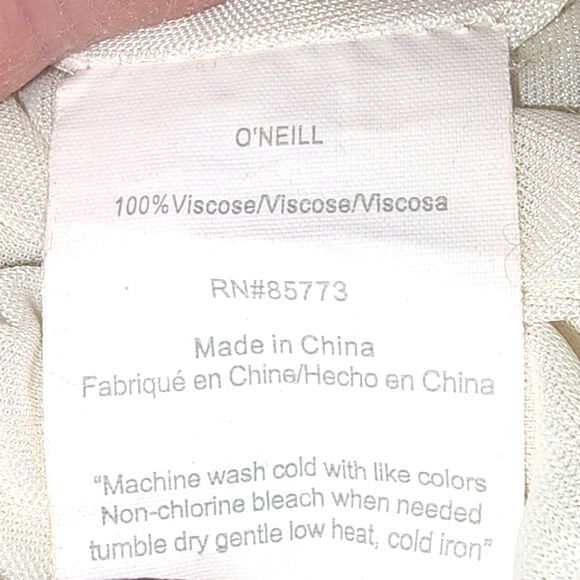 O'NEILL
100%Viscose/Viscose/Viscosa
RN#85773
Made in China
Fabriqué en Chine/Hecho en China
“Machine wash cold with like colors
Non-chlorine bleach when needed
tumble dry gentle low heat, cold iron”